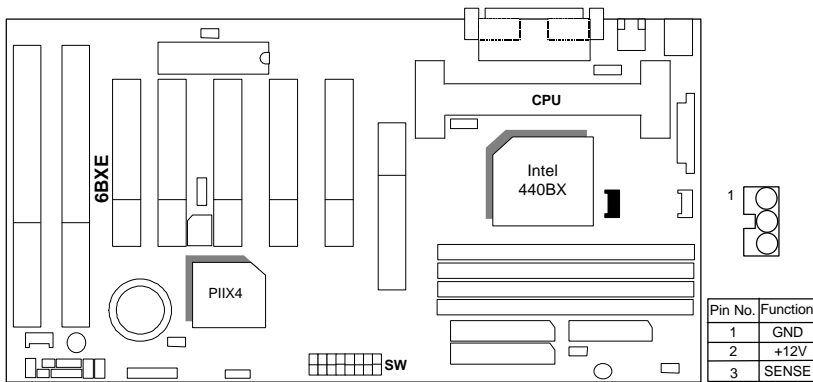 CPU
6BXE
Intel
440BX
1
PIIX4
SW
Pin No. Function
1 GND
2 +12V
3 SENSE